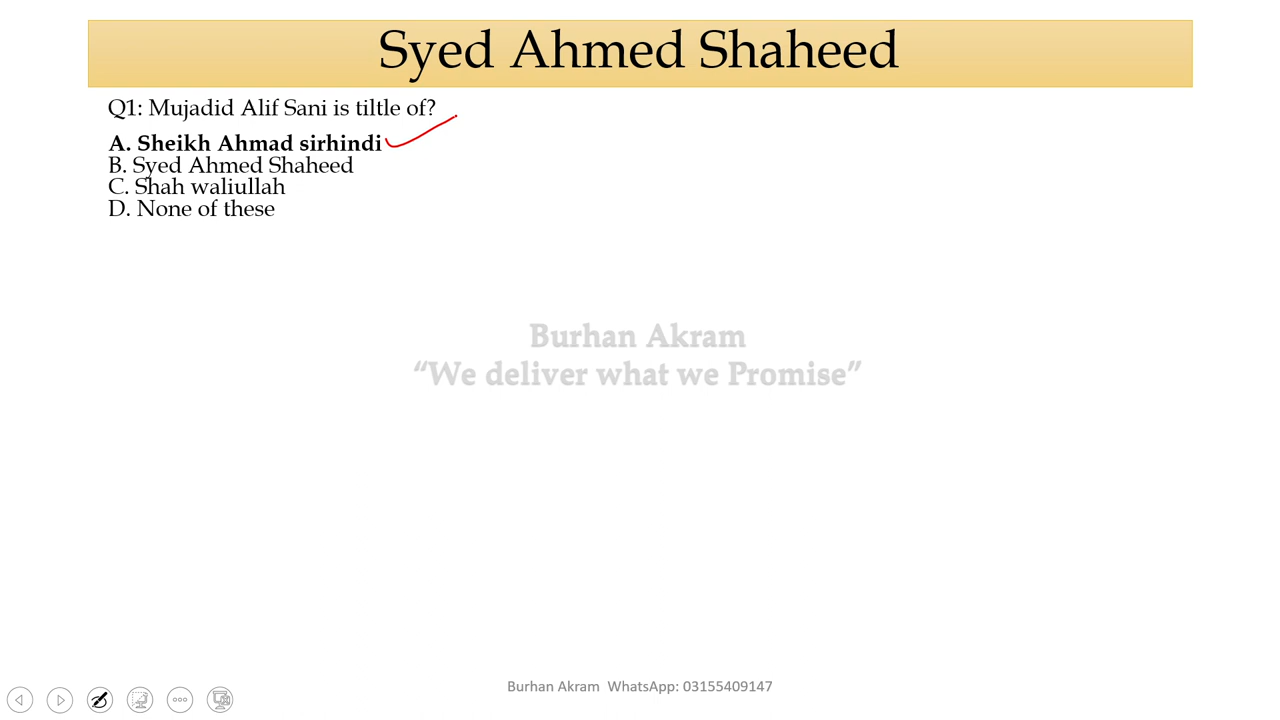 Syed Ahmed Shaheed
Q1: Mujadid Alif Sani is tiltle of?
A. Sheikh Ahmad sirhindi
B. Syed Ahmed Shaheed
C. Shah waliullah
D. None of these
Burhan Akram
“We deliver what we Promise”
Burhan Akram WhatsApp: 03155409147